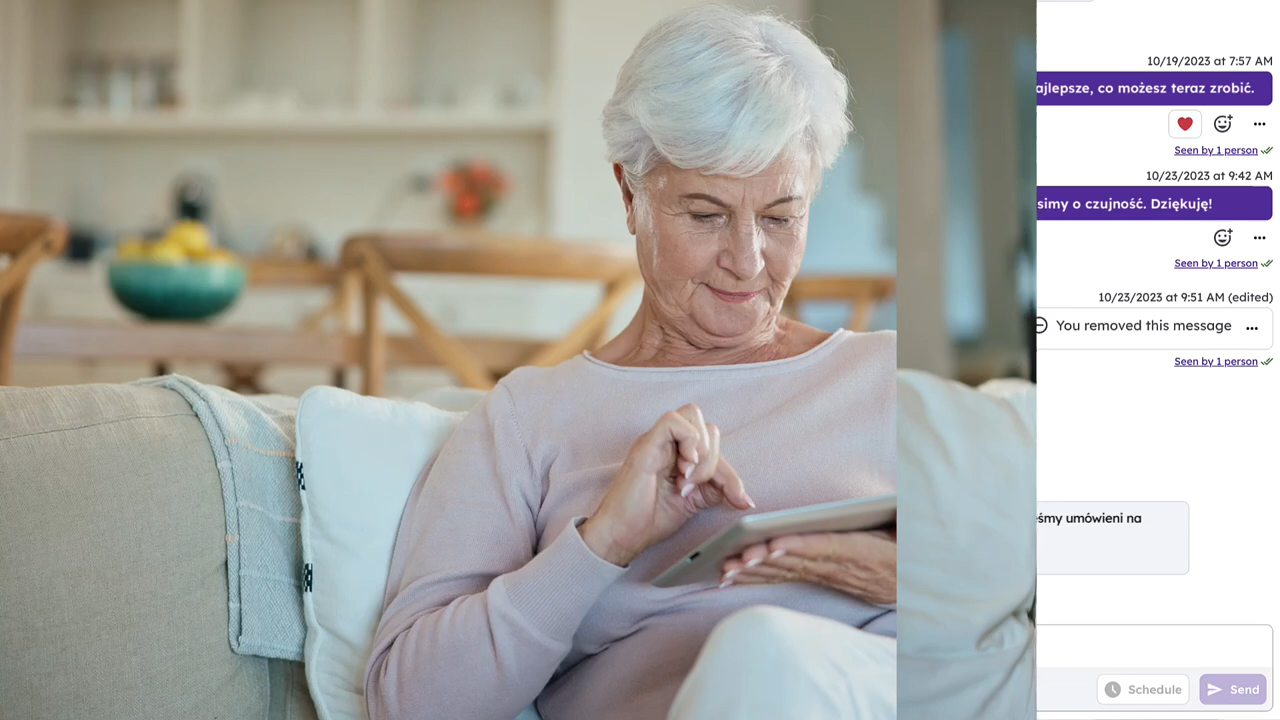 10/19/2023 at 7:57 AM
ajlepsze, co możesz teraz zrobić.
Seen by 1 person
10/23/2023 at 9:42 AM
simy o czujność. Dziękuję!
Seen by 1 person
10/23/2023 at 9:51 AM (edited)
You removed this message
Seen by 1 person
eśmy umówieni na
Schedule
Send